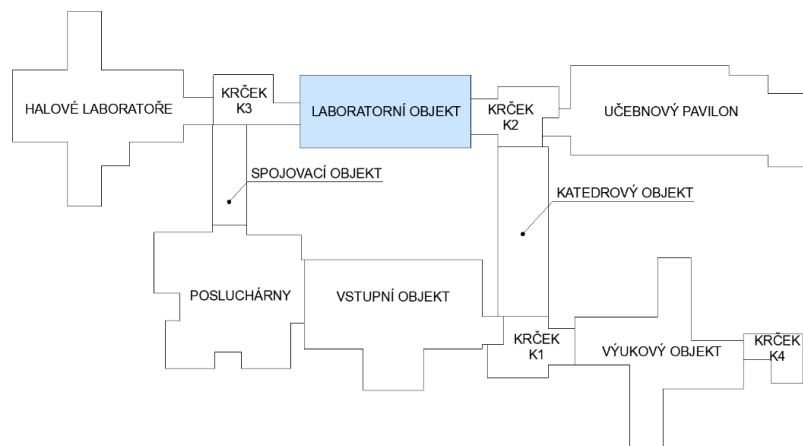 HALOVÉ LABORATOŘE
KRČEK
K3
LABORATORNÍ OBJEKT
KRČEK
K2
UČEBNOVÝ PAVILON
SPOJOVACÍ OBJEKT
KATEDROVÝ OBJEKT
POSLUCHÁRNY
VSTUPNÍ OBJEKT
KRČEK
K1
VÝUKOVÝ OBJEKT
KRČEK
K4